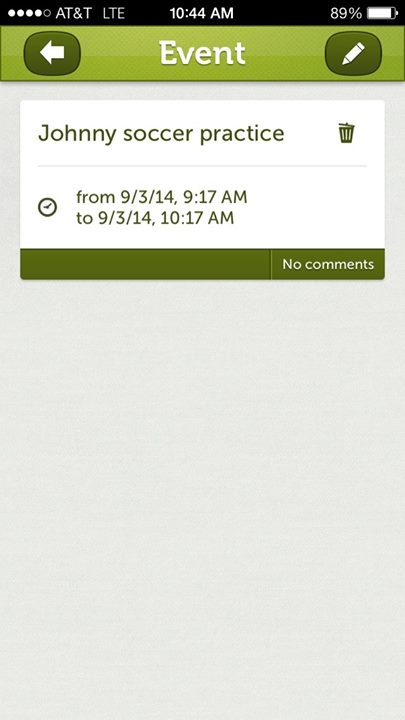 AT&T LTE 10:44 AM 89%
Event
Johnny soccer practice
from 9/3/14, 9:17 AM
to 9/3/14, 10:17 AM
No comments